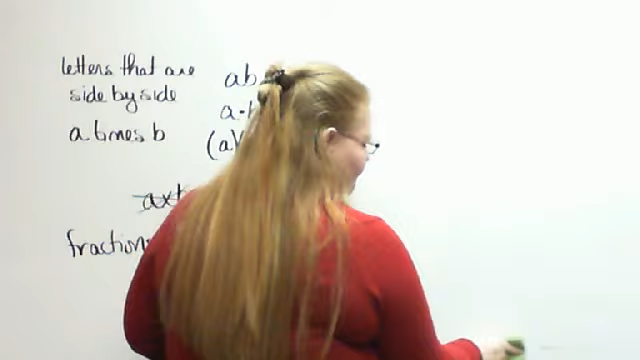 letters that are
side by side
ab
a·b
a times b
(a)
axb
fraction